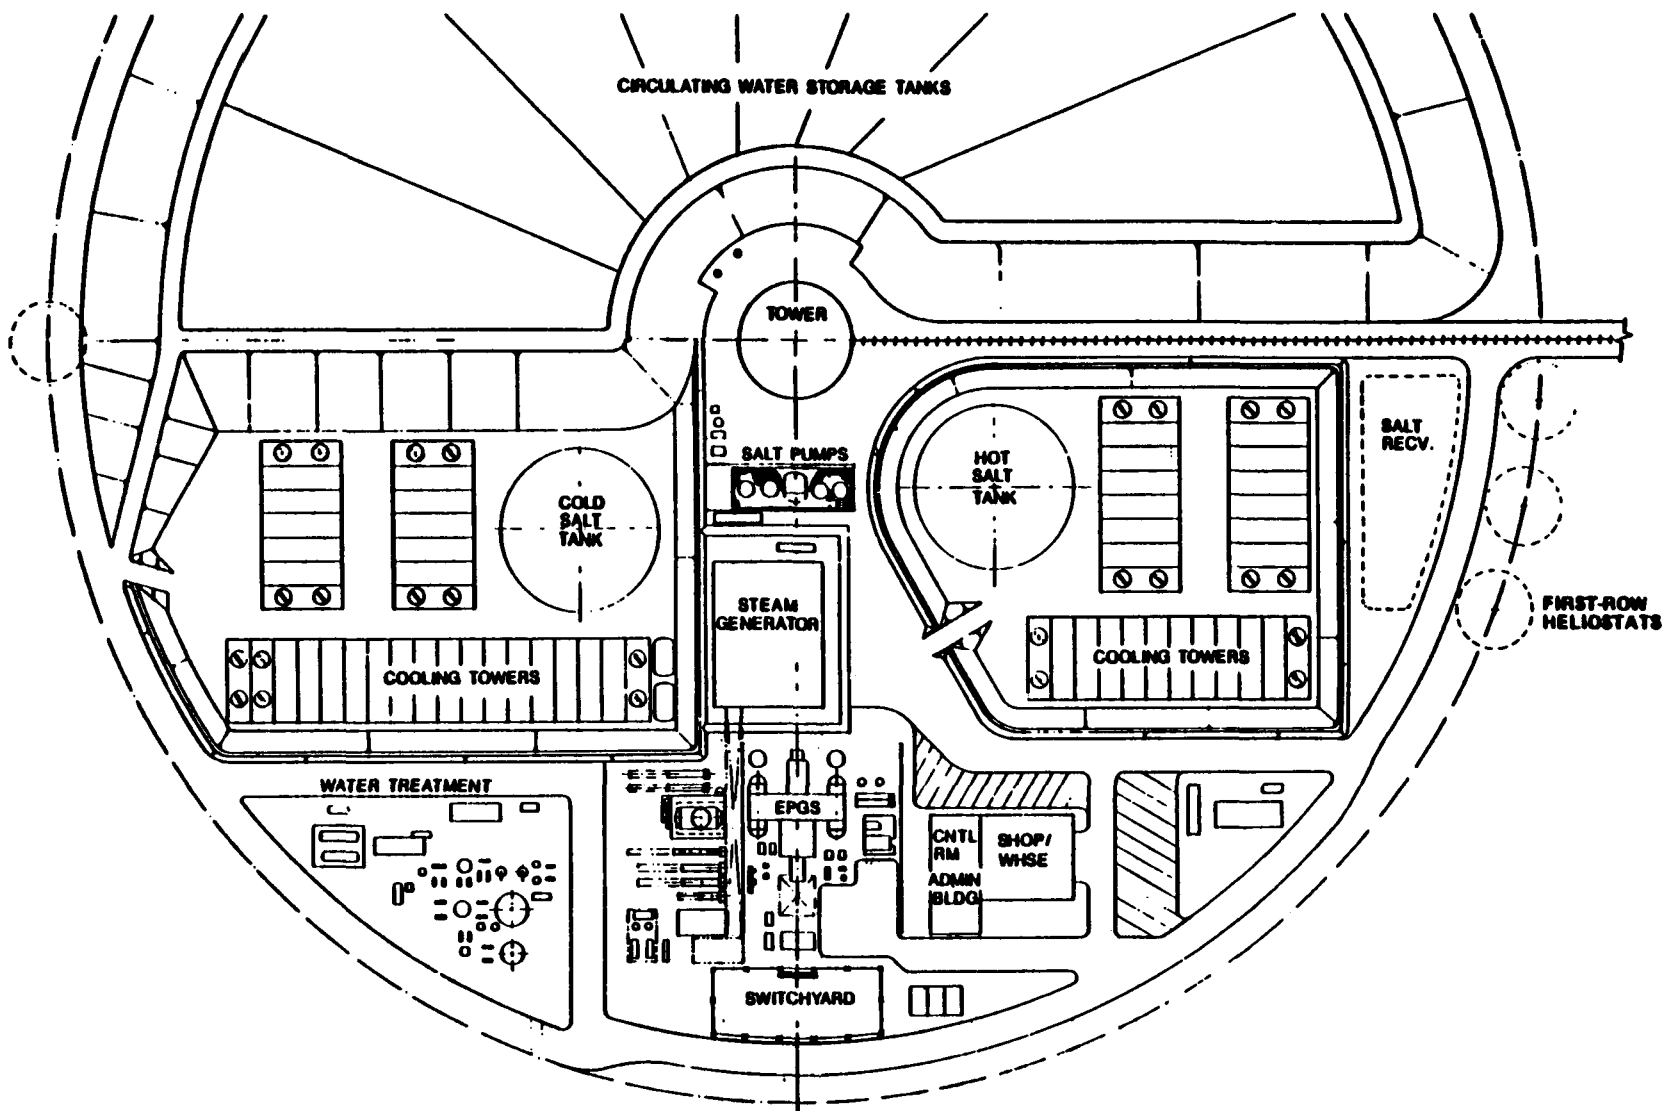 CIRCULATING WATER STORAGE TANKS
TOWER
SALT PUMPS
SALT
RECV.
HOT
SALT
TANK
COLD
SALT
TANK
STEAM
GENERATOR
FIRST-ROW
HELIOSTATS
COOLING TOWERS
COOLING TOWERS
WATER TREATMENT
EPGS
CNTL
RM
ADMIN
BLDG
SHOP/
WHSE
SWITCHYARD